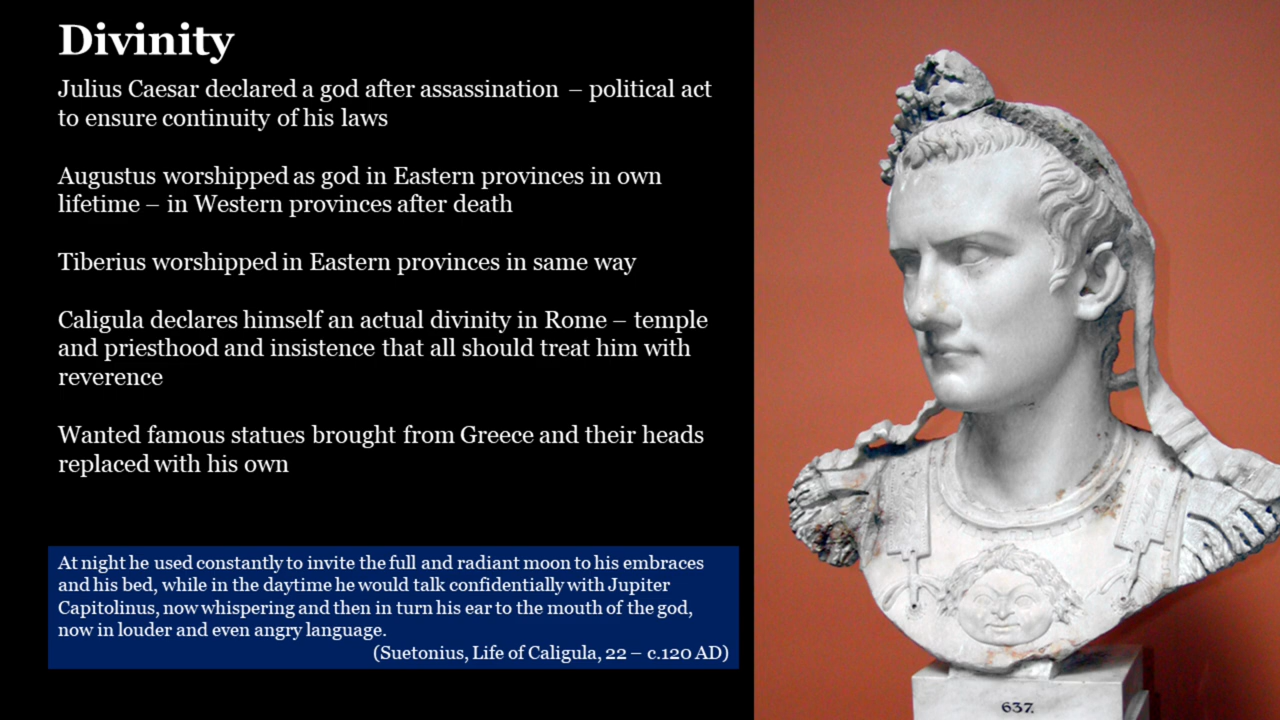 Divinity
Julius Caesar declared a god after assassination – political act
to ensure continuity of his laws
Augustus worshipped as god in Eastern provinces in own
lifetime – in Western provinces after death
Tiberius worshipped in Eastern provinces in same way
Caligula declares himself an actual divinity in Rome – temple
and priesthood and insistence that all should treat him with
reverence
Wanted famous statues brought from Greece and their heads
replaced with his own
At night he used constantly to invite the full and radiant moon to his embraces
and his bed, while in the daytime he would talk confidentially with Jupiter
Capitolinus, now whispering and then in turn his ear to the mouth of the god,
now in louder and even angry language.
(Suetonius, Life of Caligula, 22 – c.120 AD)
637.